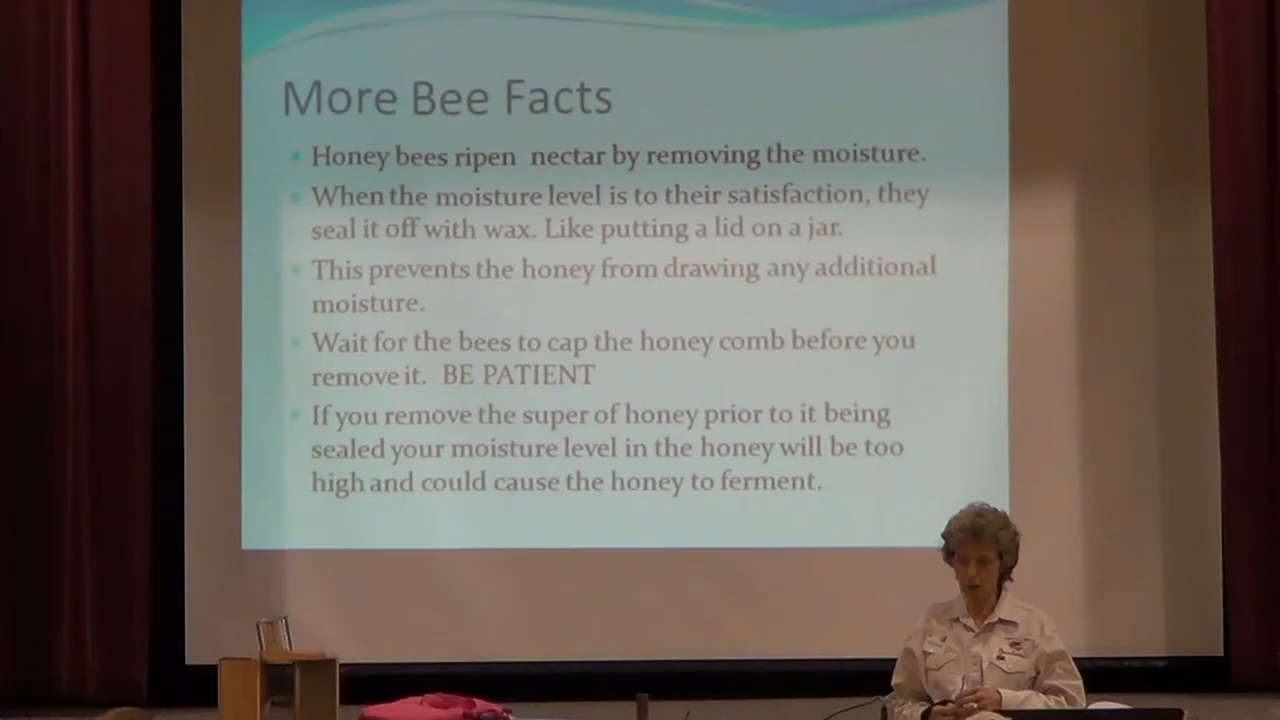 More Bee Facts
Honey bees ripen nectar by removing the moisture.
When the moisture level is to their satisfaction, they
seal it off with wax. Like putting a lid on a jar.
This prevents the honey from drawing any additional
moisture.
Wait for the bees to cap the honey comb before you
remove it. BE PATIENT
If you remove the super of honey prior to it being
sealed your moisture level in the honey will be too
high and could cause the honey to ferment.